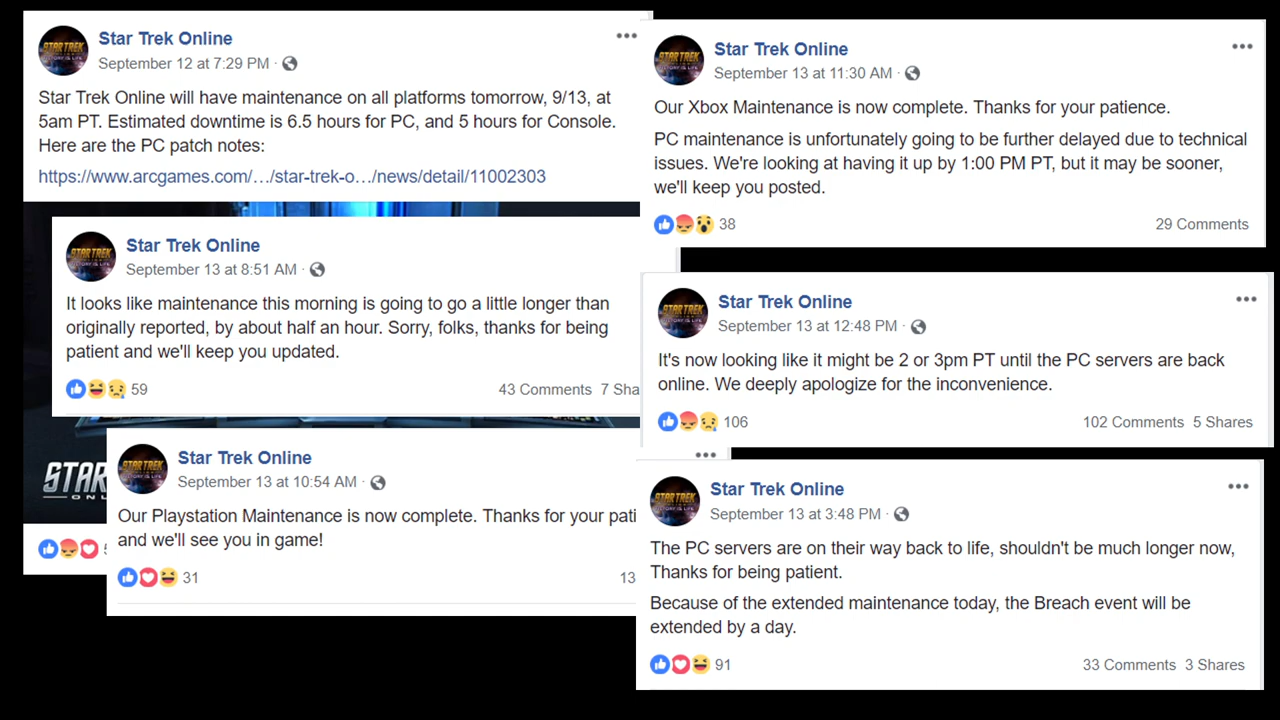 Star Trek Online
September 12 at 7:29 PM ·
Star Trek Online will have maintenance on all platforms tomorrow, 9/13, at
5am PT. Estimated downtime is 6.5 hours for PC, and 5 hours for Console.
Here are the PC patch notes:
https://www.arcgames.com/…/star-trek-o…/news/detail/11002303
Star Trek Online
September 13 at 8:51 AM ·
It looks like maintenance this morning is going to go a little longer than
originally reported, by about half an hour. Sorry, folks, thanks for being
patient and we'll keep you updated.
59
43 Comments 7 Sha
STAR
ON
Star Trek Online
September 13 at 10:54 AM ·
Our Playstation Maintenance is now complete. Thanks for your pati
and we'll see you in game!
31
13
Star Trek Online
September 13 at 11:30 AM ·
Our Xbox Maintenance is now complete. Thanks for your patience.
PC maintenance is unfortunately going to be further delayed due to technical
issues. We're looking at having it up by 1:00 PM PT, but it may be sooner,
we'll keep you posted.
38
29 Comments
Star Trek Online
September 13 at 12:48 PM ·
It's now looking like it might be 2 or 3pm PT until the PC servers are back
online. We deeply apologize for the inconvenience.
106
102 Comments 5 Shares
Star Trek Online
September 13 at 3:48 PM ·
The PC servers are on their way back to life, shouldn't be much longer now,
Thanks for being patient.
Because of the extended maintenance today, the Breach event will be
extended by a day.
91
33 Comments 3 Shares